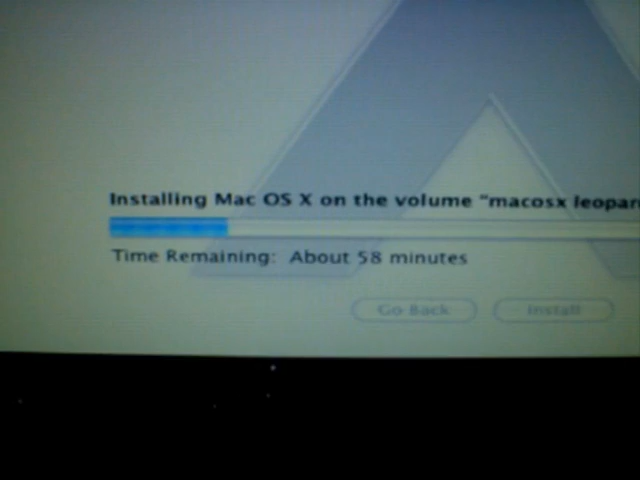 Installing Mac OS X on the volume "macosx leopar
Time Remaining: About 58 minutes
Go Back
Install